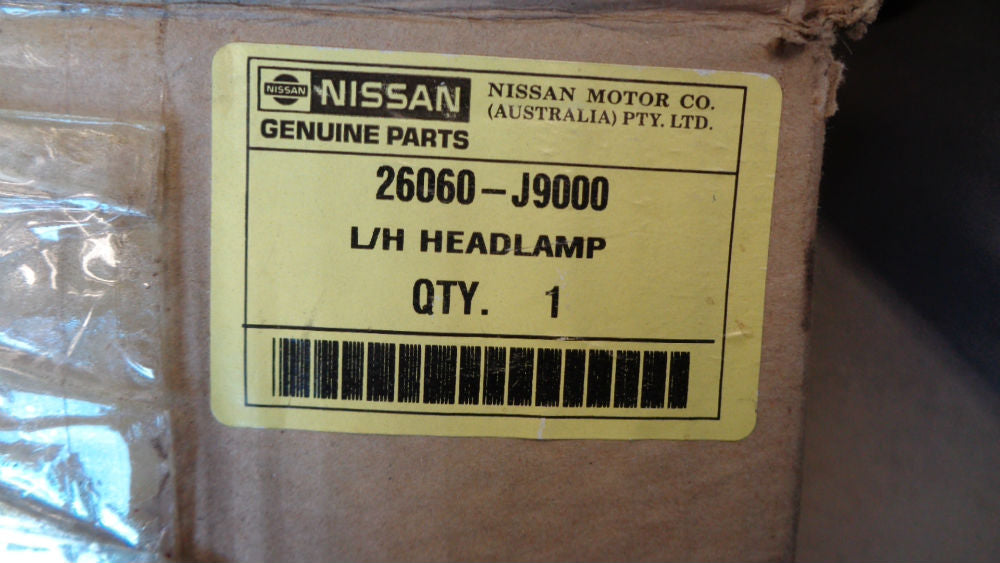 NISSAN NISSAN
GENUINE PARTS
NISSAN MOTOR CO.
(AUSTRALIA) PTY. LTD.
26060-J9000
L/H HEADLAMP
QTY. 1